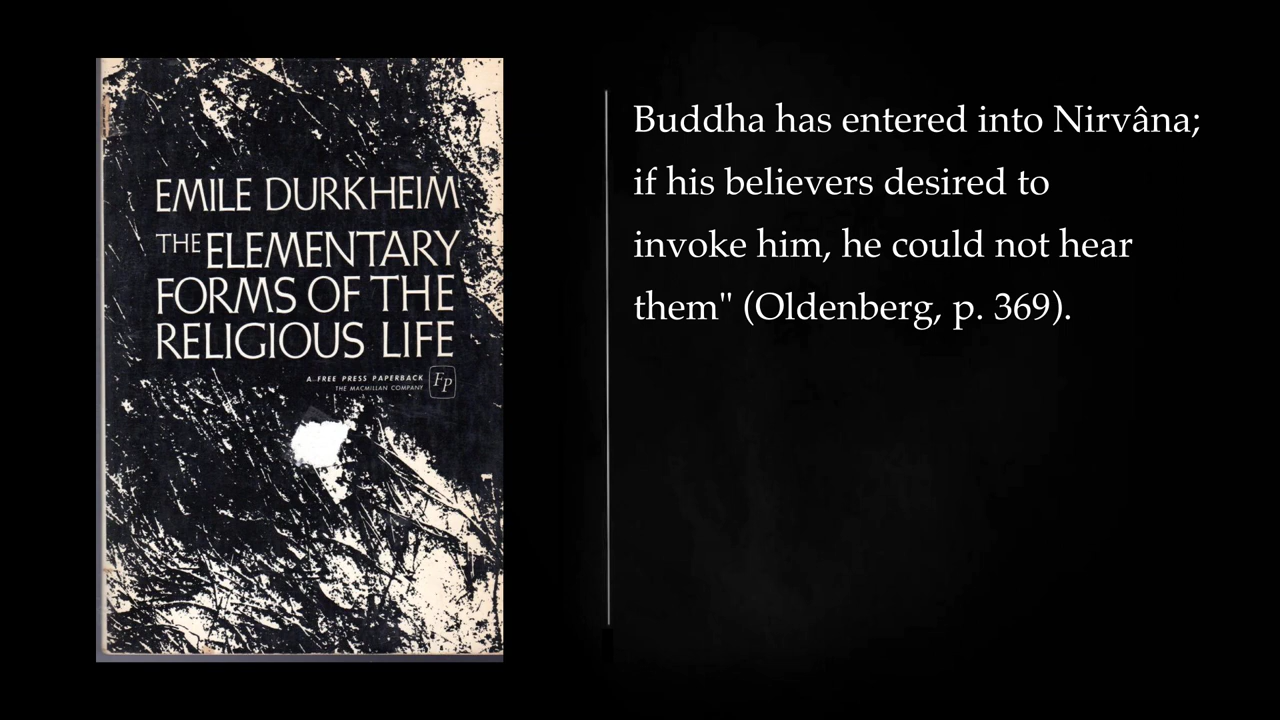 EMILE DURKHEIM
THE ELEMENTARY
FORMS OF THE
RELIGIOUS LIFE
A FREE PRESS PAPERBACK
THE MACMILLAN COMPANY
FP
Buddha has entered into Nirvâna;
if his believers desired to
invoke him, he could not hear
them" (Oldenberg, p. 369).